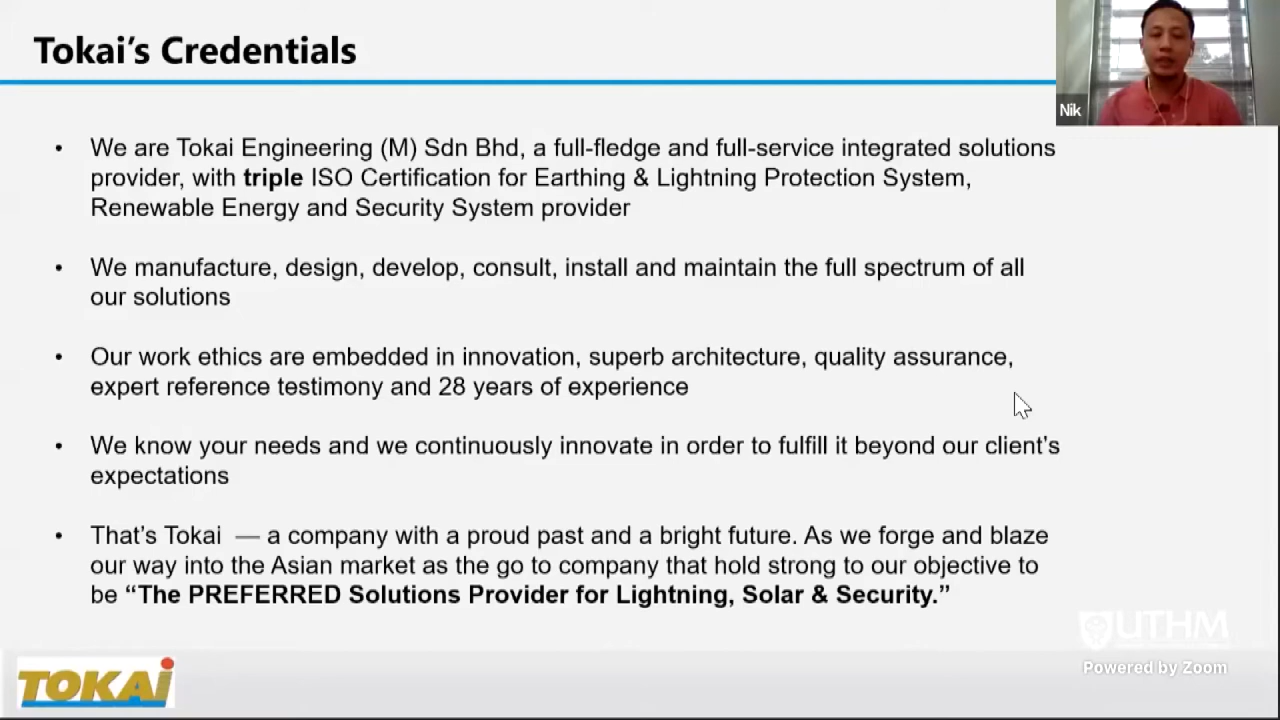 Tokai's Credentials
Nik
• We are Tokai Engineering (M) Sdn Bhd, a full-fledge and full-service integrated solutions
provider, with triple ISO Certification for Earthing & Lightning Protection System,
Renewable Energy and Security System provider
• We manufacture, design, develop, consult, install and maintain the full spectrum of all
our solutions
• Our work ethics are embedded in innovation, superb architecture, quality assurance,
expert reference testimony and 28 years of experience
• We know your needs and we continuously innovate in order to fulfill it beyond our client's
expectations
• That's Tokai — a company with a proud past and a bright future. As we forge and blaze
our way into the Asian market as the go to company that hold strong to our objective to
be “The PREFERRED Solutions Provider for Lightning, Solar & Security.”
UTHM
Powered by Zoom
TOKAi